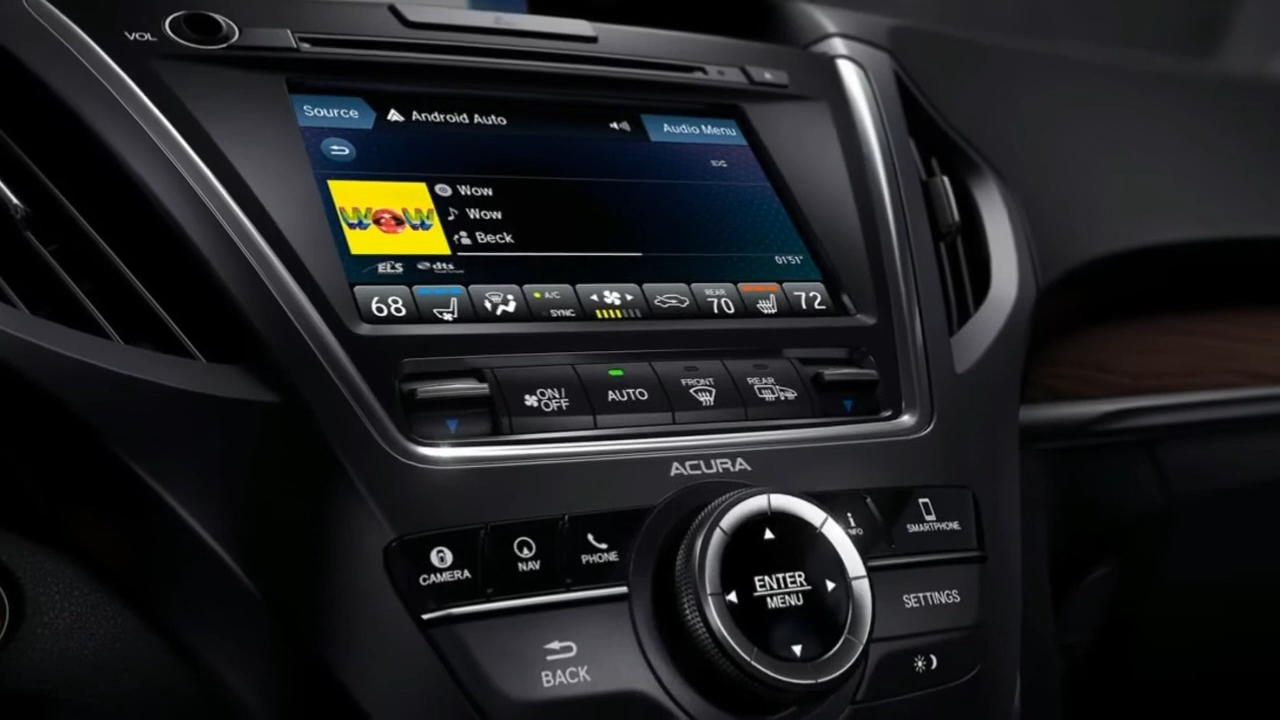 VOL
Source
Android Auto
Audio Menu
WOW
Wow
Wow
Beck
ELS dts
01'51"
68
A/C
SYNC
REAR
70
72
ON/
OFF
AUTO
FRONT
REAR
ACURA
CAMERA
NAV
PHONE
INFO
SMARTPHONE
ENTER
MENU
SETTINGS
BACK